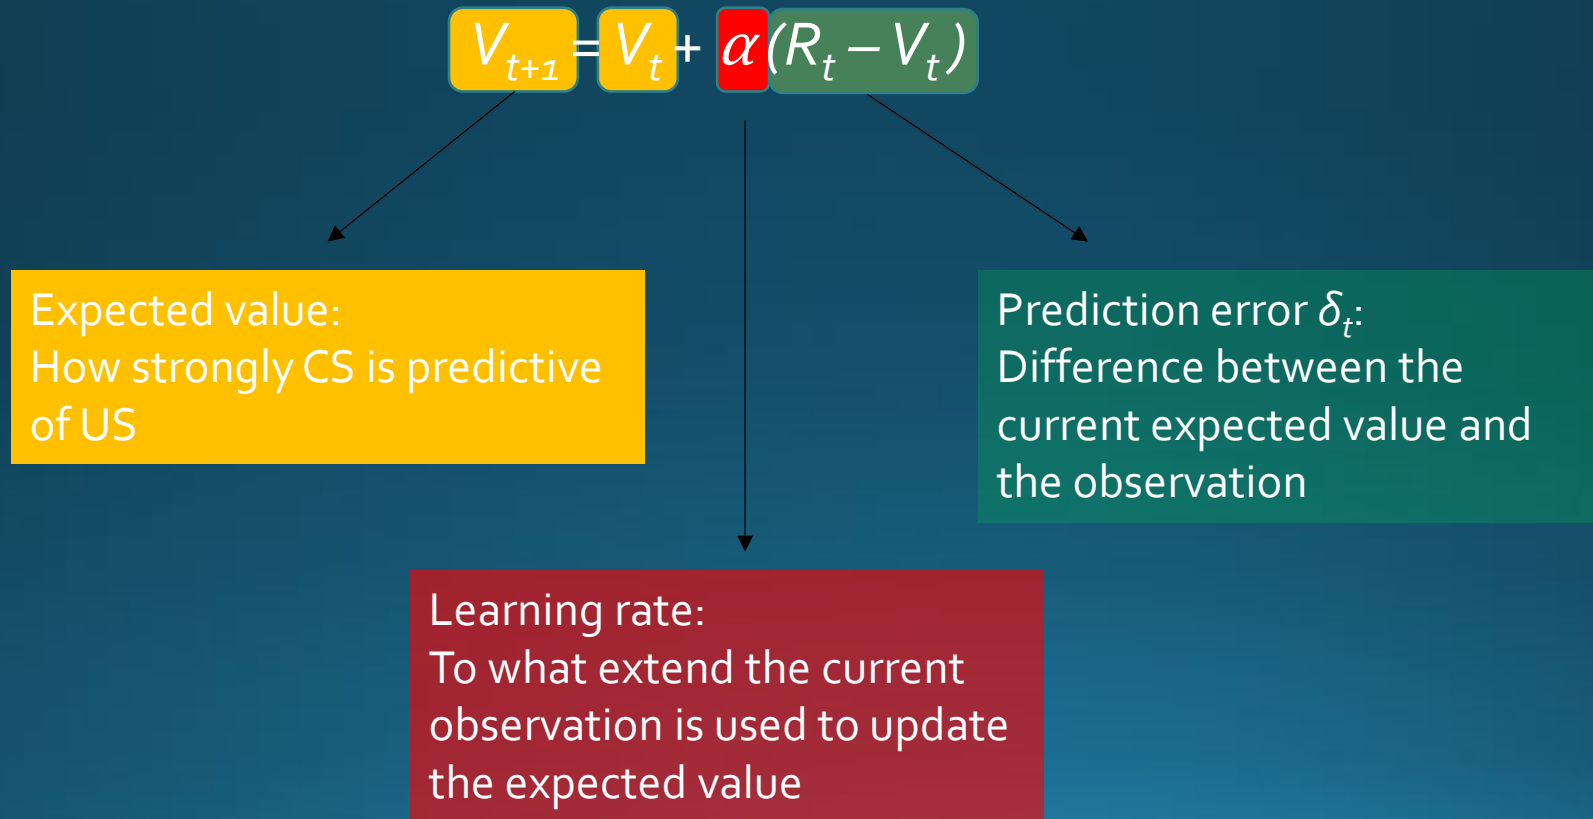 V_{t+1} = V_t + α(R_t – V_t)
Expected value:
How strongly CS is predictive
of US
Prediction error δ_t:
Difference between the
current expected value and
the observation
Learning rate:
To what extend the current
observation is used to update
the expected value